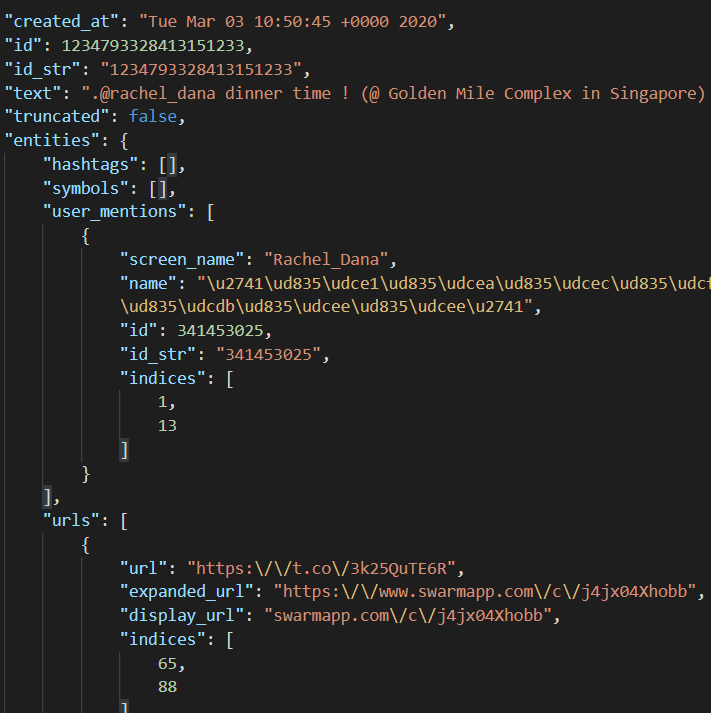 "created_at": "Tue Mar 03 10:50:45 +0000 2020",
"id": 1234793328413151233,
"id_str": "1234793328413151233",
"text": ".@rachel_dana dinner time ! (@ Golden Mile Complex in Singapore)
"truncated": false,
"entities": {
"hashtags": [],
"symbols": [],
"user_mentions": [
{
"screen_name": "Rachel_Dana",
"name": "\u2741\ud835\udce1\ud835\udcea\ud835\udcec\ud835\udcf
\ud835\udcdb\ud835\udcee\ud835\udcee\u2741",
"id": 341453025,
"id_str": "341453025",
"indices": [
1,
13
]
}
],
"urls": [
{
"url": "https:\/\/t.co\/3k25QuTE6R",
"expanded_url": "https:\/\/www.swarmapp.com\/c\/j4jx04Xhobb",
"display_url": "swarmapp.com\/c\/j4jx04Xhobb",
"indices": [
65,
88
]